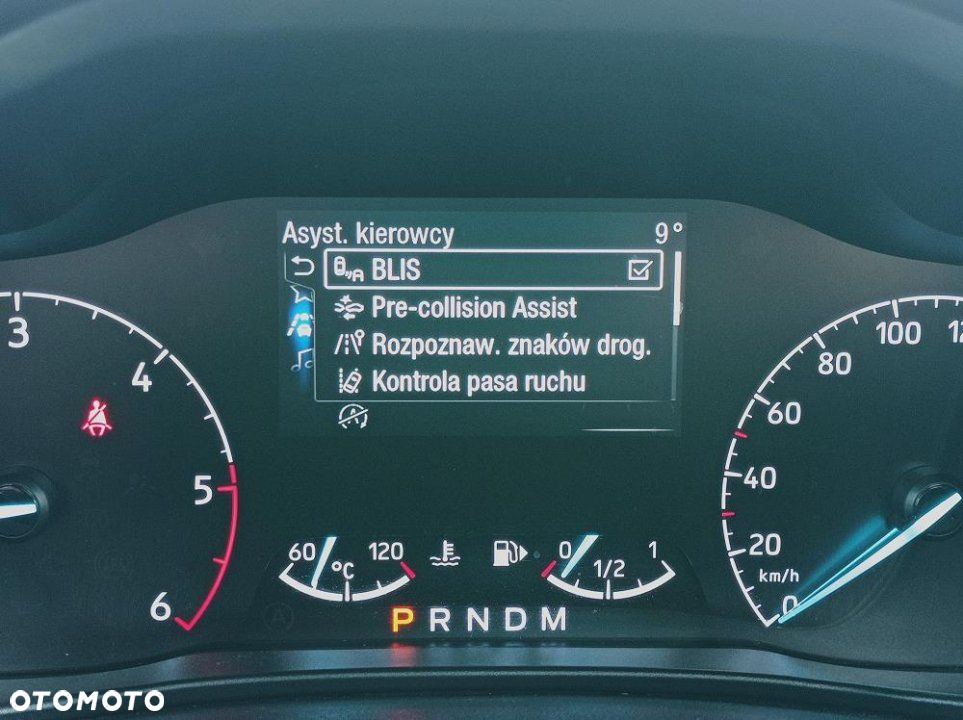 Asyst. kierowcy 9°
BLIS
Pre-collision Assist
Rozpoznaw. znaków drog.
Kontrola pasa ruchu
3
4
5
6
60 °C 120
0 1/2 1
P R N D M
100
80
60
40
20
km/h
0
OTOMOTO